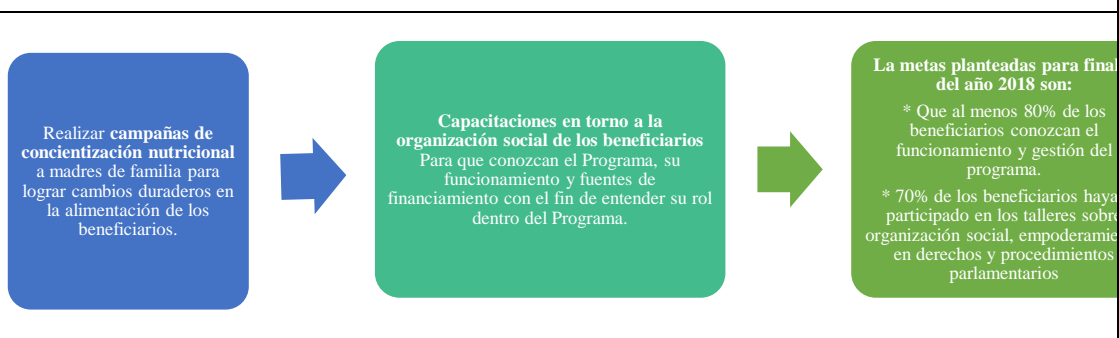 Realizar campañas de
concientización nutricional
a madres de familia para
lograr cambios duraderos en
la alimentación de los
beneficiarios.
Capacitaciones en torno a la
organización social de los beneficiarios
Para que conozcan el Programa, su
funcionamiento y fuentes de
financiamiento con el fin de entender su rol
dentro del Programa.
La metas planteadas para
del año 2018 son:
* Que al menos 80% de los
beneficiarios conozcan el
funcionamiento y gestión del
programa.
* 70% de los beneficiarios
participado en los talleres
organización social,
en derechos y procedimientos
parlamentarios